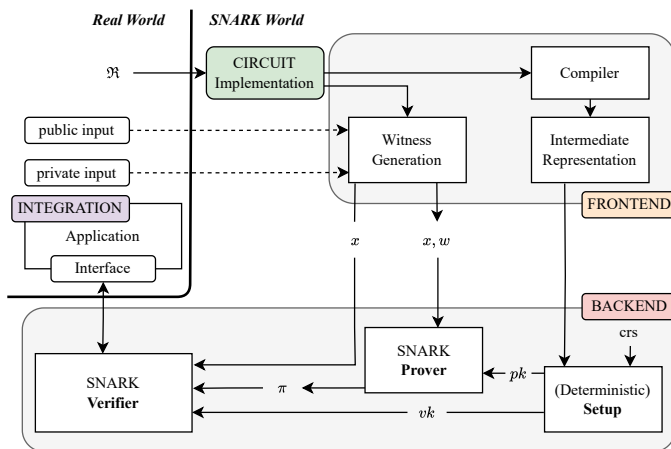 Real World
SNARK World
ℜ
CIRCUIT
Implementation
Compiler
public input
private input
Witness
Generation
Intermediate
Representation
INTEGRATION
FRONTEND
Application
Interface
x
x, w
BACKEND
crs
SNARK
Prover
SNARK
Verifier
π
pk
vk
(Deterministic)
Setup